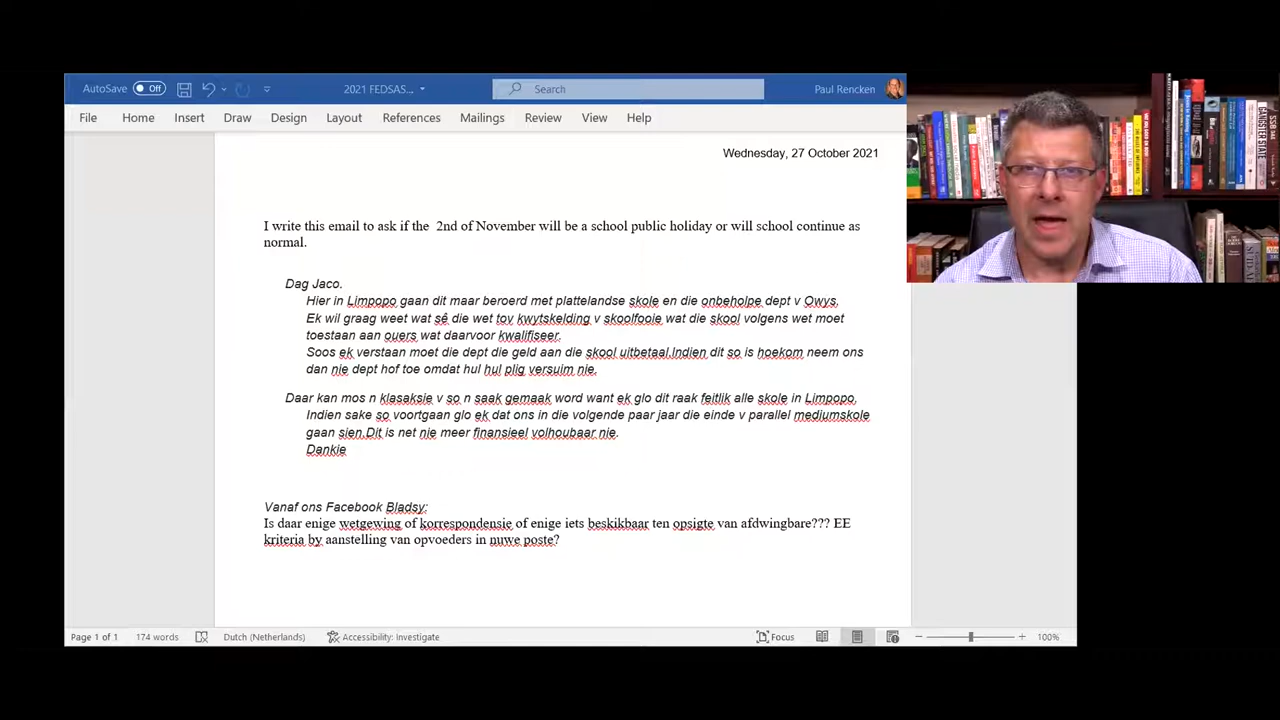 AutoSave Off 2021 FEDSAS... Search Paul Rencken
File Home Insert Draw Design Layout References Mailings Review View Help
Wednesday, 27 October 2021
I write this email to ask if the 2nd of November will be a school public holiday or will school continue as
normal.
Dag Jaco.
Hier in Limpopo gaan dit maar beroerd met plattelandse skole en die onbeholpe dept v Owys.
Ek wil graag weet wat sê die wet tov kwytskelding v skoolfooie wat die skool volgens wet moet
toestaan aan ouers wat daarvoor kwalifiseer.
Soos ek verstaan moet die dept die geld aan die skool uitbetaal.Indien dit so is hoekom neem ons
dan nie dept hof toe omdat hul hul plig versuim nie.
Daar kan mos n klasaksie v so n saak gemaak word want ek glo dit raak feitlik alle skole in Limpopo.
Indien sake so voortgaan glo ek dat ons in die volgende paar jaar die einde v parallel mediumskole
gaan sien.Dit is net nie meer finansieel volhoubaar nie.
Dankie
Vanaf ons Facebook Bladsy:
Is daar enige wetgewing of korrespondensie of enige iets beskikbaar ten opsigte van afdwingbare??? EE
kriteria by aanstelling van opvoeders in nuwe poste?
Page 1 of 1 174 words Dutch (Netherlands) Accessibility: Investigate Focus 100%